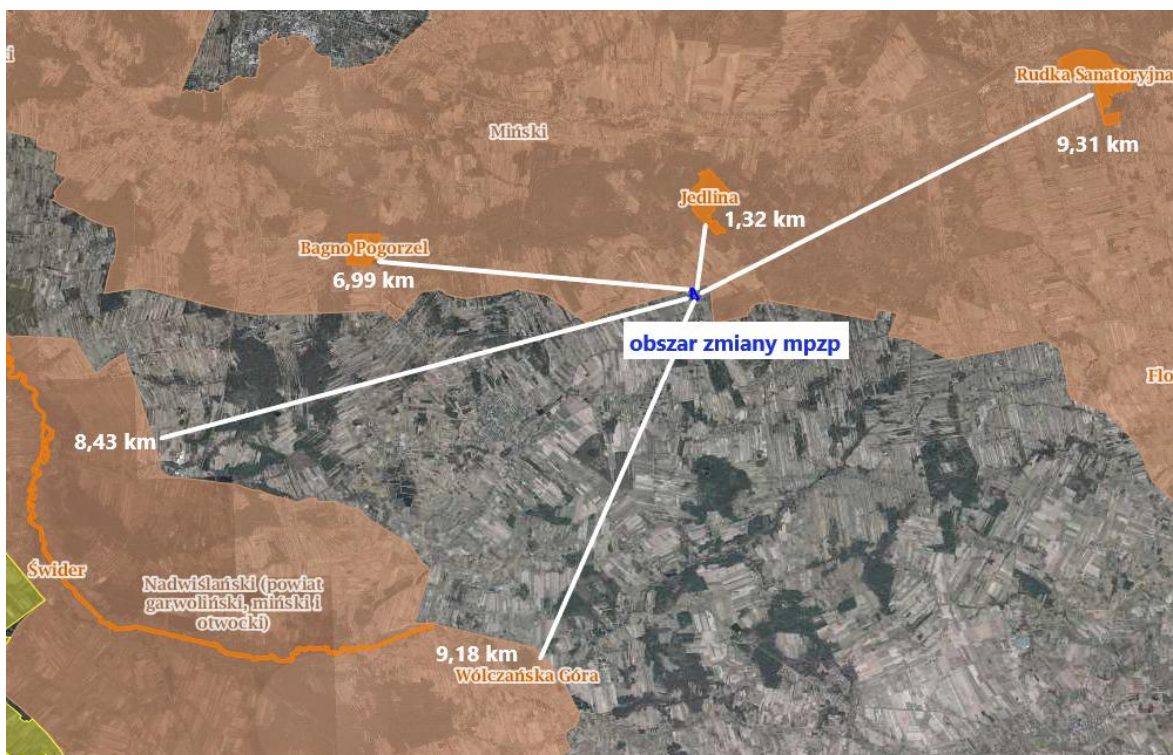 ki
Rudka Sanatoryjna
Miński
9,31 km
Jedlina
1,32 km
Bagno Pogorzel
6,99 km
obszar zmiany mpzp
Flo
8,43 km
Świder
Nadwiślański (powiat
garwoliński, miński i
otwocki)
9,18 km
Wólczańska Góra